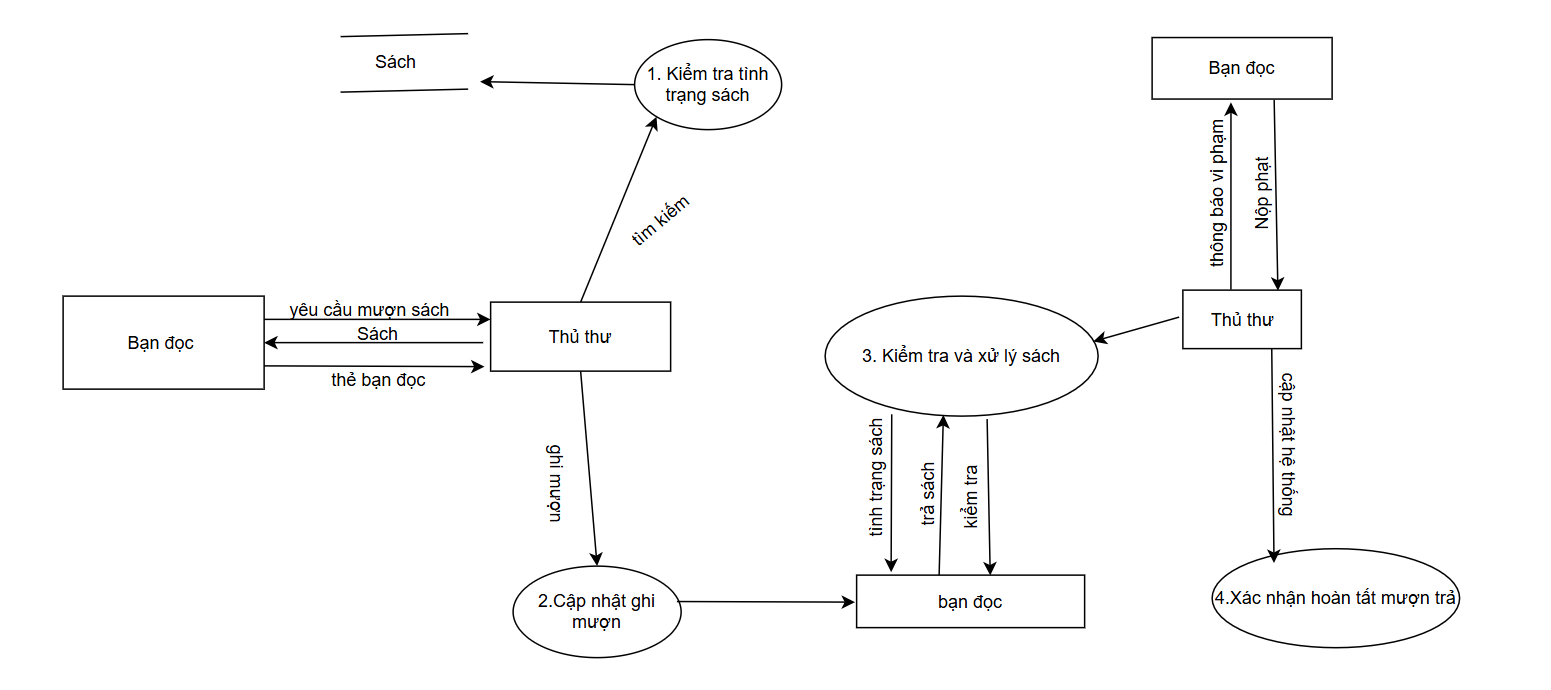 Sách
1. Kiểm tra tình
trạng sách
Bạn đọc
thông báo vi phạm
Nộp phạt
tìm kiếm
yêu cầu mượn sách
Sách
thẻ bạn đọc
Bạn đọc
Thủ thư
Thủ thư
3. Kiểm tra và xử lý sách
ghi mượn
tình trạng sách
trả sách
kiểm tra
cập nhật hệ thống
2.Cập nhật ghi
mượn
bạn đọc
4.Xác nhận hoàn tất mượn trả